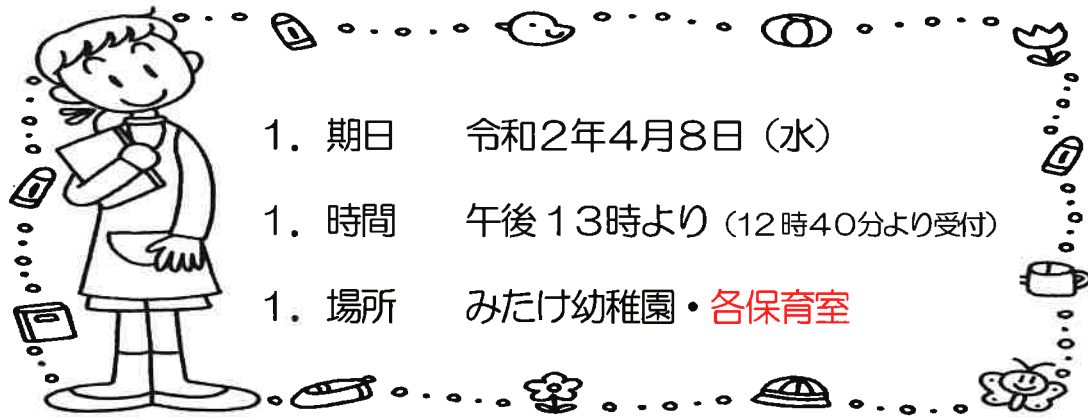 1．期日　　令和2年4月8日（水）
1．時間　　午後13時より（12時40分より受付）
1．場所　　みたけ幼稚園・各保育室